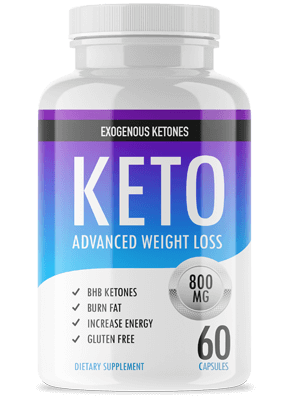 EXOGENOUS KETONES
KETO
ADVANCED WEIGHT LOSS
BHB KETONES
BURN FAT
INCREASE ENERGY
GLUTEN FREE
800
MG
60
CAPSULES
DIETARY SUPPLEMENT